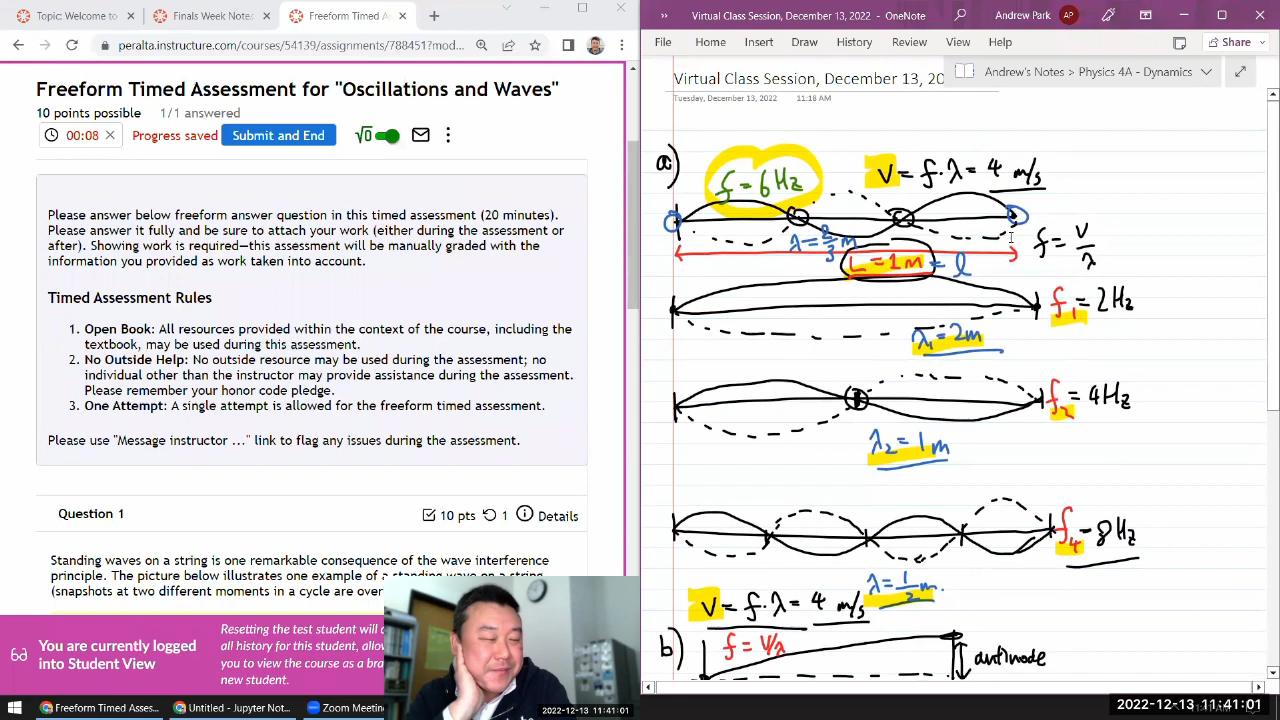 Topic: Welcome to
Finals Week Notes
Freeform Timed As
peralta.instructure.com/courses/54139/assignments/788451?mod...
Freeform Timed Assessment for "Oscillations and Waves"
10 points possible 1/1 answered
00:08 Progress saved Submit and End √0
Please answer below freeform answer question in this timed assessment (20 minutes).
Please answer it fully and be sure to attach your work (either during the assessment or
after). Showing work is required—this assessment will be manually graded with the
information you provided as work taken into account.
Timed Assessment Rules
1. Open Book: All resources provided within the context of the course, including the
textbook, may be used during this assessment.
2. No Outside Help: No outside resource may be used during the assessment; no
individual other than the instructor may provide assistance during the assessment.
Please remember your honor code pledge.
3. One Attempt: A single attempt is allowed for the freeform timed assessment.
Please use "Message instructor ..." link to flag any issues during the assessment.
Question 1 10 pts 1 Details
Standing waves on a string is one remarkable consequence of the wave interference
principle. The picture below illustrates one example of a standing wave on a string
(snapshots at two different moments in a cycle are over
You are currently logged
into Student View
Resetting the test student will c
all history for this student, allow
you to view the course as a bra
new student.
Freeform Timed Asses...
Untitled - Jupyter Not...
Zoom Meeting
2022-12-13 11:41:01
Virtual Class Session, December 13, 2022 - OneNote
Andrew Park AP
File Home Insert Draw History Review View Help Share
Virtual Class Session, December 13, 20
Andrew's Notes > Physics 4A - Dynamics
Tuesday, December 13, 2022 11:18 AM
a)
f = 6Hz
V = f·λ = 4 m/s
λ = 2/3 m
L = 1m = l
f = v/λ
f₁ = 2Hz
λ₁ = 2m
f₂ = 4Hz
λ₂ = 1m
f₄ = 8Hz
λ = 1/2 m.
V = f·λ = 4 m/s
b)
f = V/λ
antinode
2022-12-13 11:41:01